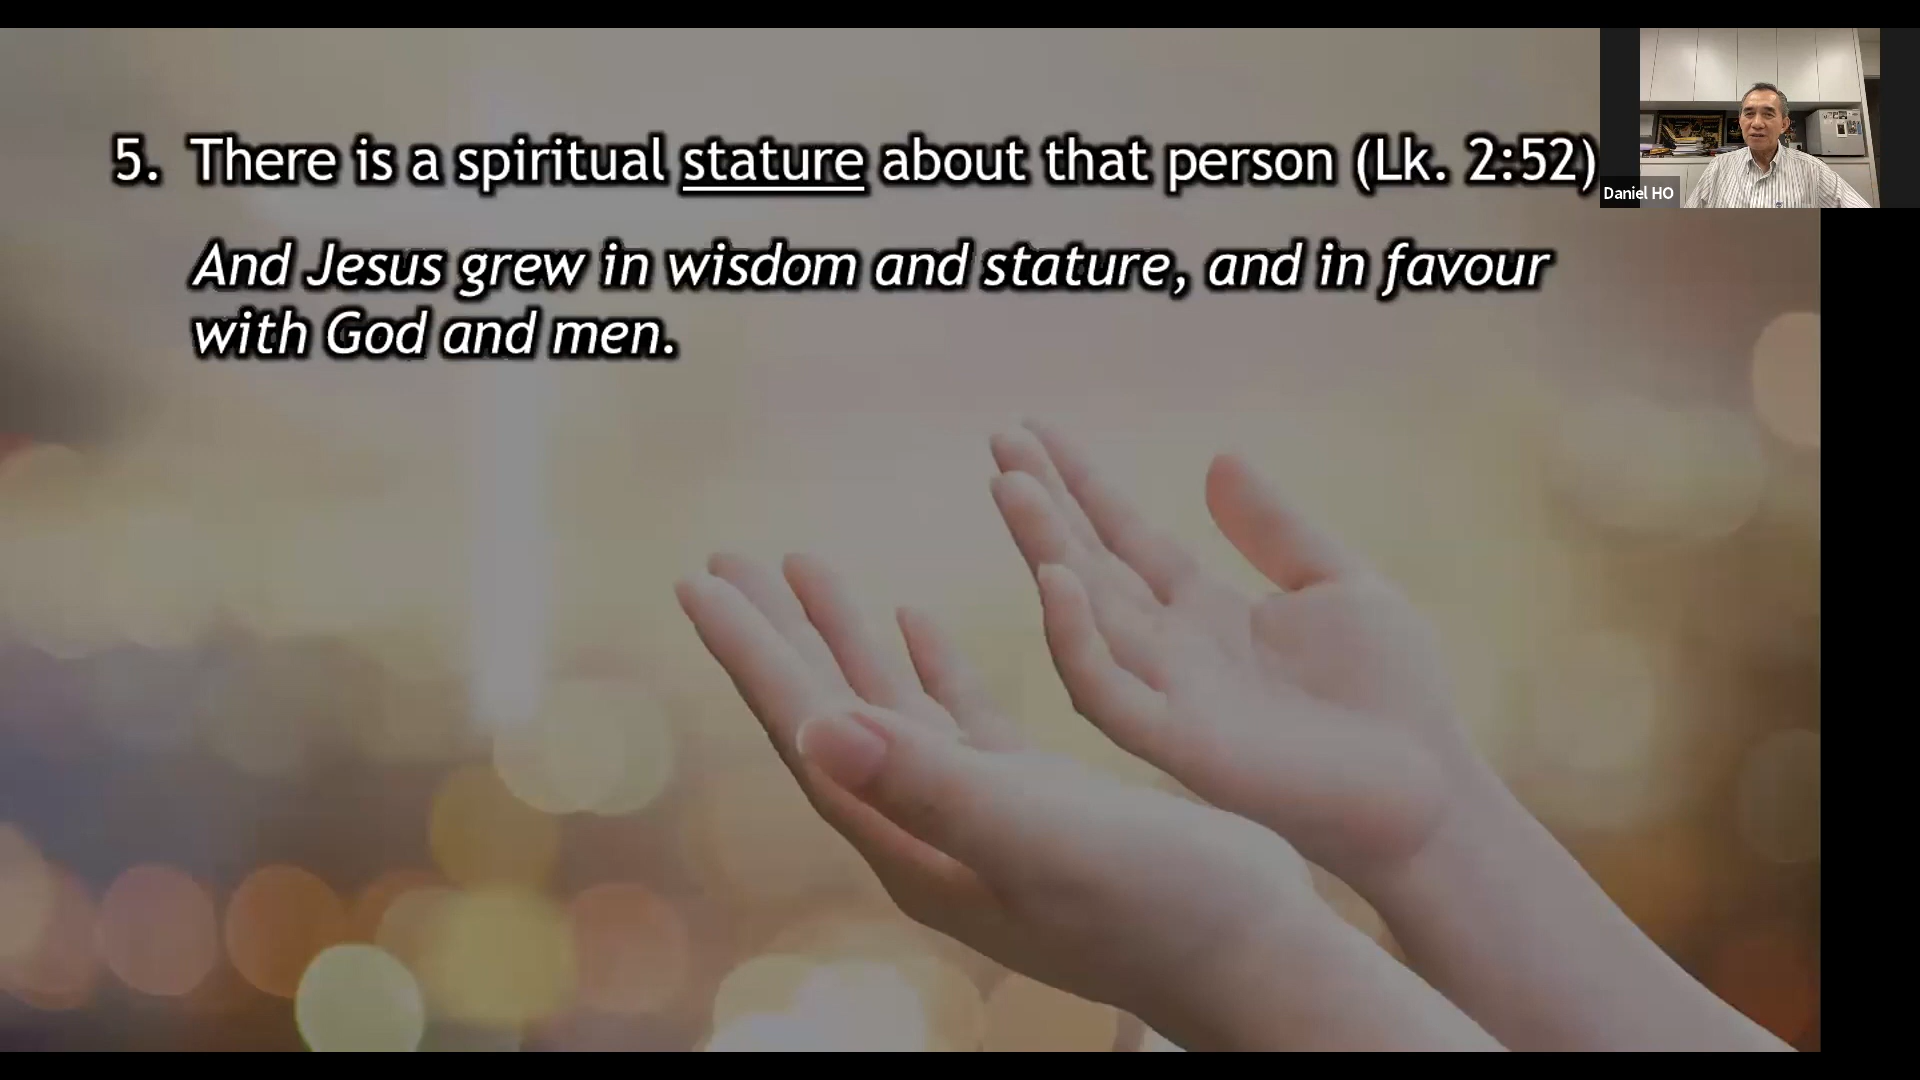 5. There is a spiritual stature about that person (Lk. 2:52)
And Jesus grew in wisdom and stature, and in favour
with God and men.
Daniel HO